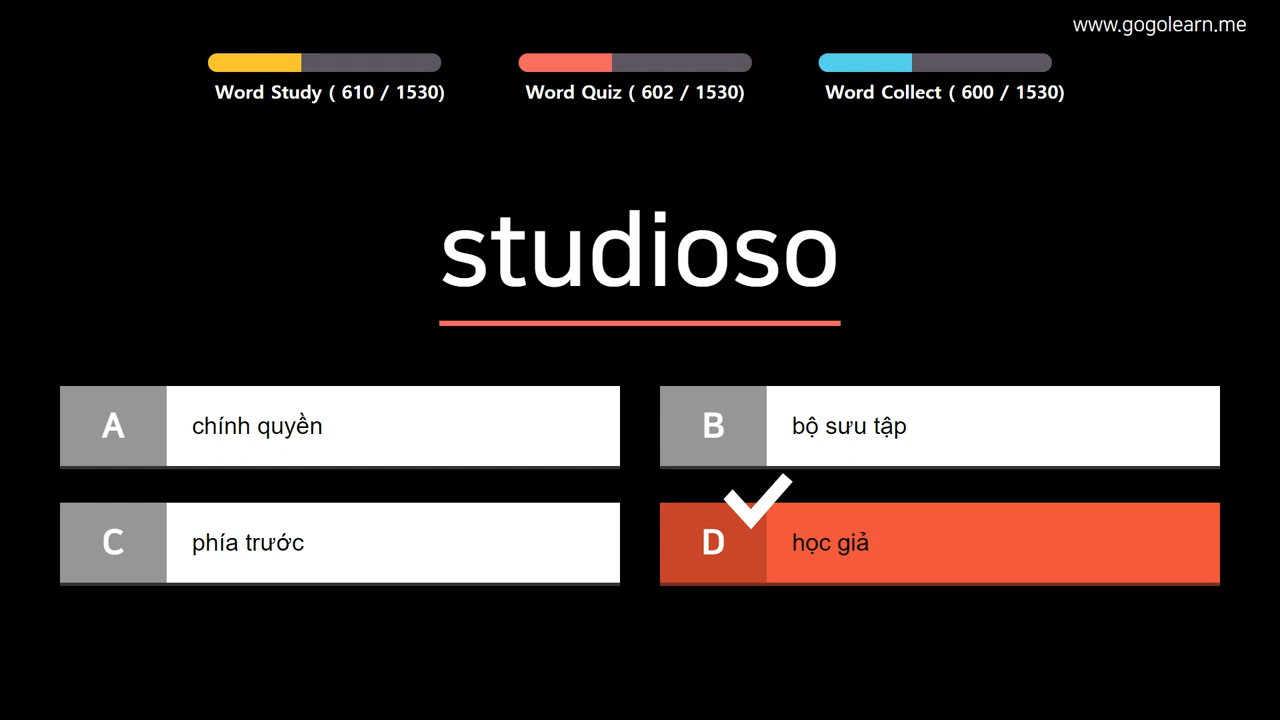 www.gogolearn.me
Word Study ( 610 / 1530)
Word Quiz ( 602 / 1530)
Word Collect ( 600 / 1530)
studioso
A chính quyền
B bộ sưu tập
C phía trước
D học giả